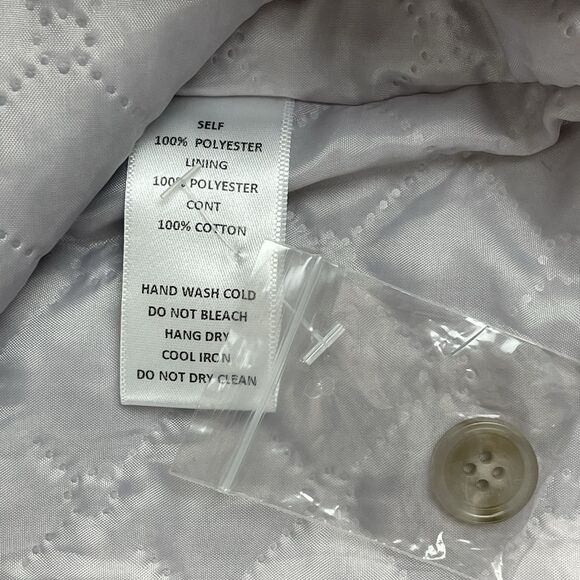 SELF
100% POLYESTER
LINING
100% POLYESTER
CONT
100% COTTON
HAND WASH COLD
DO NOT BLEACH
HANG DRY
COOL IRON
DO NOT DRY CLEAN